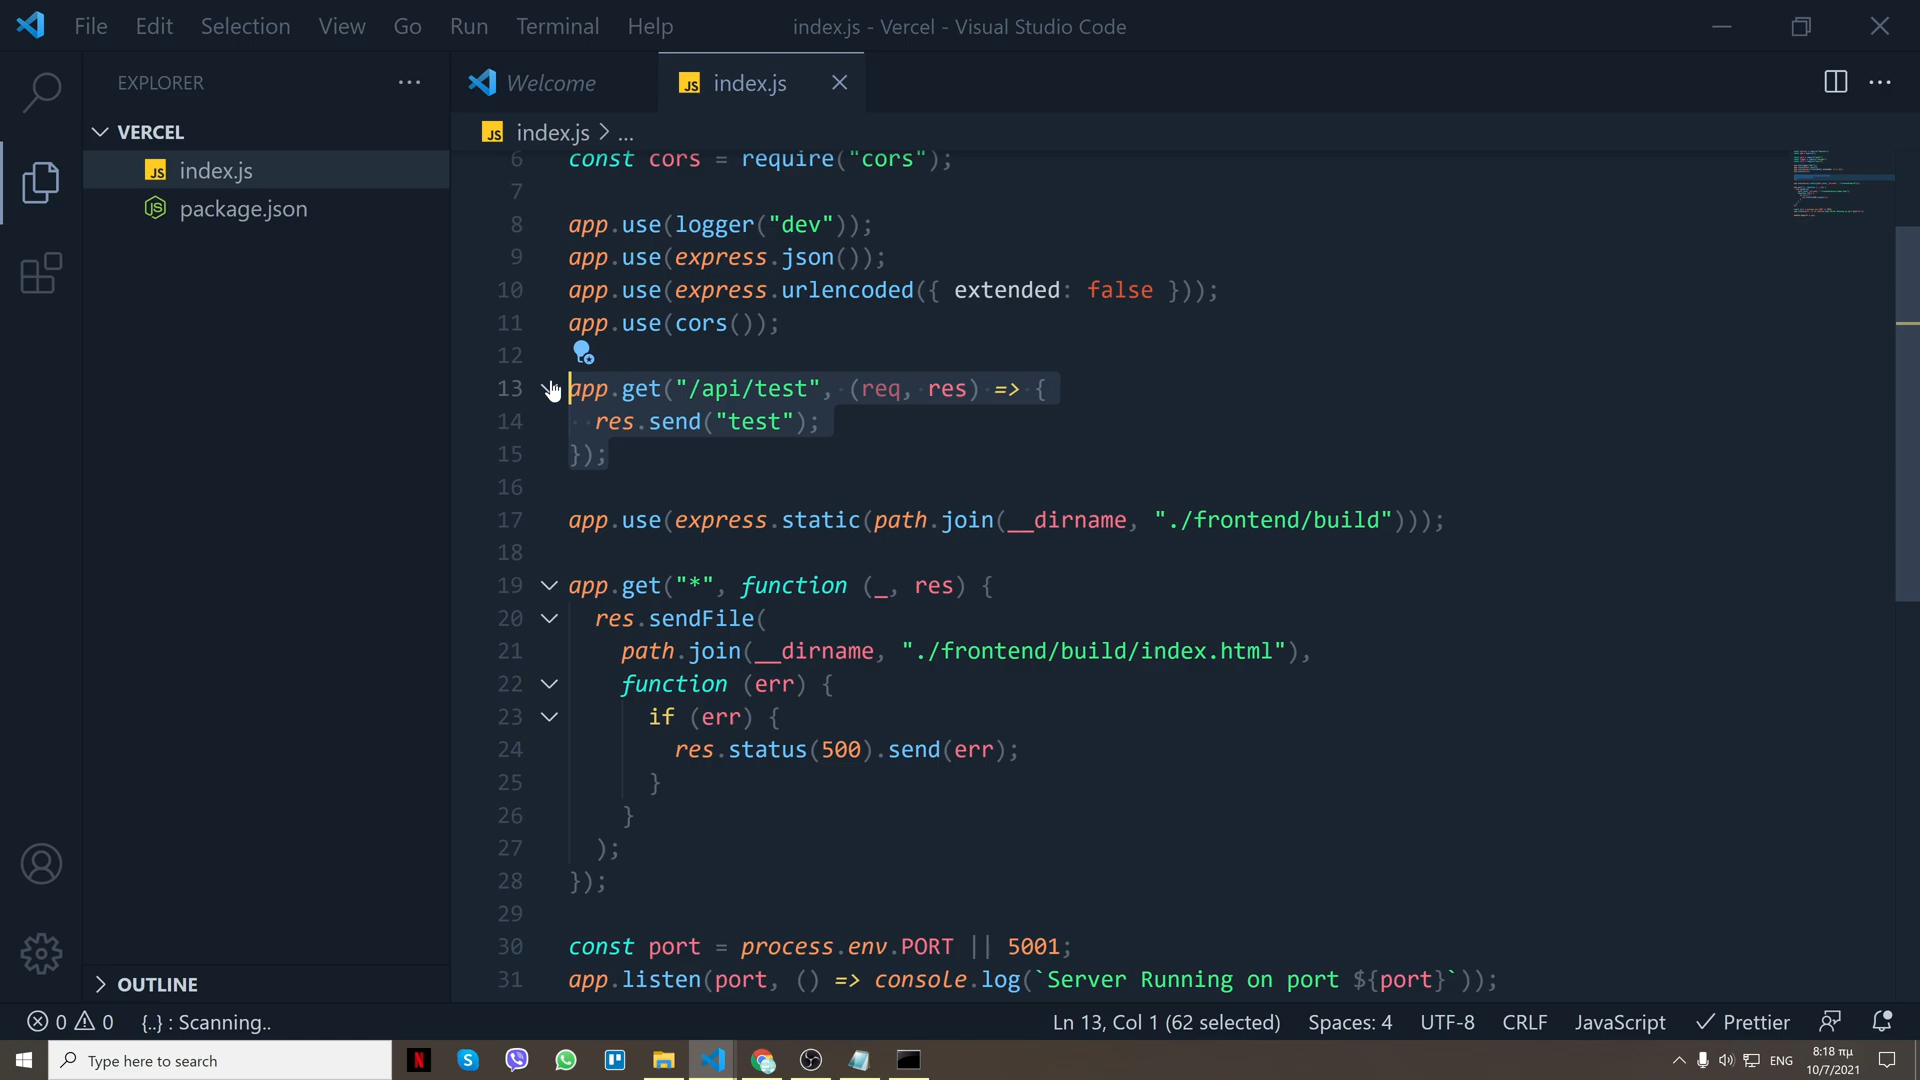 File Edit Selection View Go Run Terminal Help index.js - Vercel - Visual Studio Code
EXPLORER
VERCEL
JS index.js
package.json
OUTLINE
Welcome
JS index.js
JS index.js > ...
6 const cors = require("cors");
7
8 app.use(logger("dev"));
9 app.use(express.json());
10 app.use(express.urlencoded({ extended: false }));
11 app.use(cors());
12
13 app.get("/api/test", (req, res) => {
14 res.send("test");
15 });
16
17 app.use(express.static(path.join(__dirname, "./frontend/build")));
18
19 app.get("*", function (_, res) {
20 res.sendFile(
21 path.join(__dirname, "./frontend/build/index.html"),
22 function (err) {
23 if (err) {
24 res.status(500).send(err);
25 }
26 }
27 );
28 });
29
30 const port = process.env.PORT || 5001;
31 app.listen(port, () => console.log(`Server Running on port ${port}`));
0 0 {..} : Scanning.. Ln 13, Col 1 (62 selected) Spaces: 4 UTF-8 CRLF JavaScript Prettier
Type here to search
N
ENG
8:18 πμ
10/7/2021